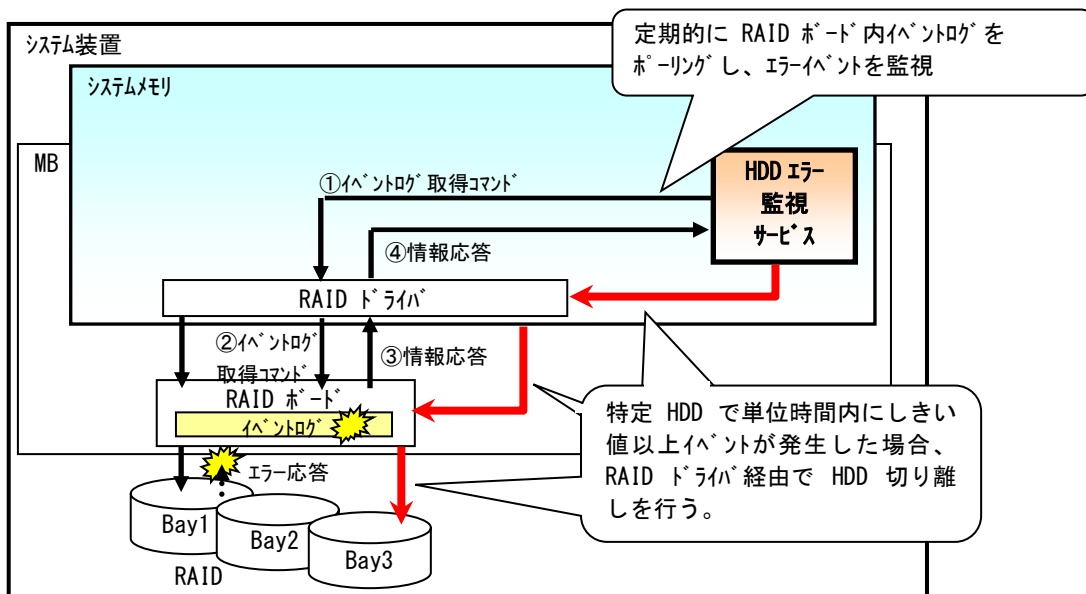 定期的に RAID ﾎﾞｰﾄﾞ内ｲﾍﾞﾝﾄﾛｸﾞを
ﾎﾟｰﾘﾝｸﾞし、ｴﾗｰｲﾍﾞﾝﾄを監視
ｼｽﾃﾑ装置
ｼｽﾃﾑﾒﾓﾘ
MB
HDD ｴﾗｰ
監視
ｻｰﾋﾞｽ
①ｲﾍﾞﾝﾄﾛｸﾞ取得ｺﾏﾝﾄﾞ
④情報応答
RAID ﾄﾞﾗｲﾊﾞ
②ｲﾍﾞﾝﾄﾛｸﾞ
取得ｺﾏﾝﾄﾞ
③情報応答
RAID ﾎﾞｰﾄﾞ
ｲﾍﾞﾝﾄﾛｸﾞ
特定 HDD で単位時間内にしきい
値以上ｲﾍﾞﾝﾄが発生した場合、
RAID ﾄﾞﾗｲﾊﾞ経由で HDD 切り離
しを行う。
ｴﾗｰ応答
Bay1
Bay2
Bay3
RAID